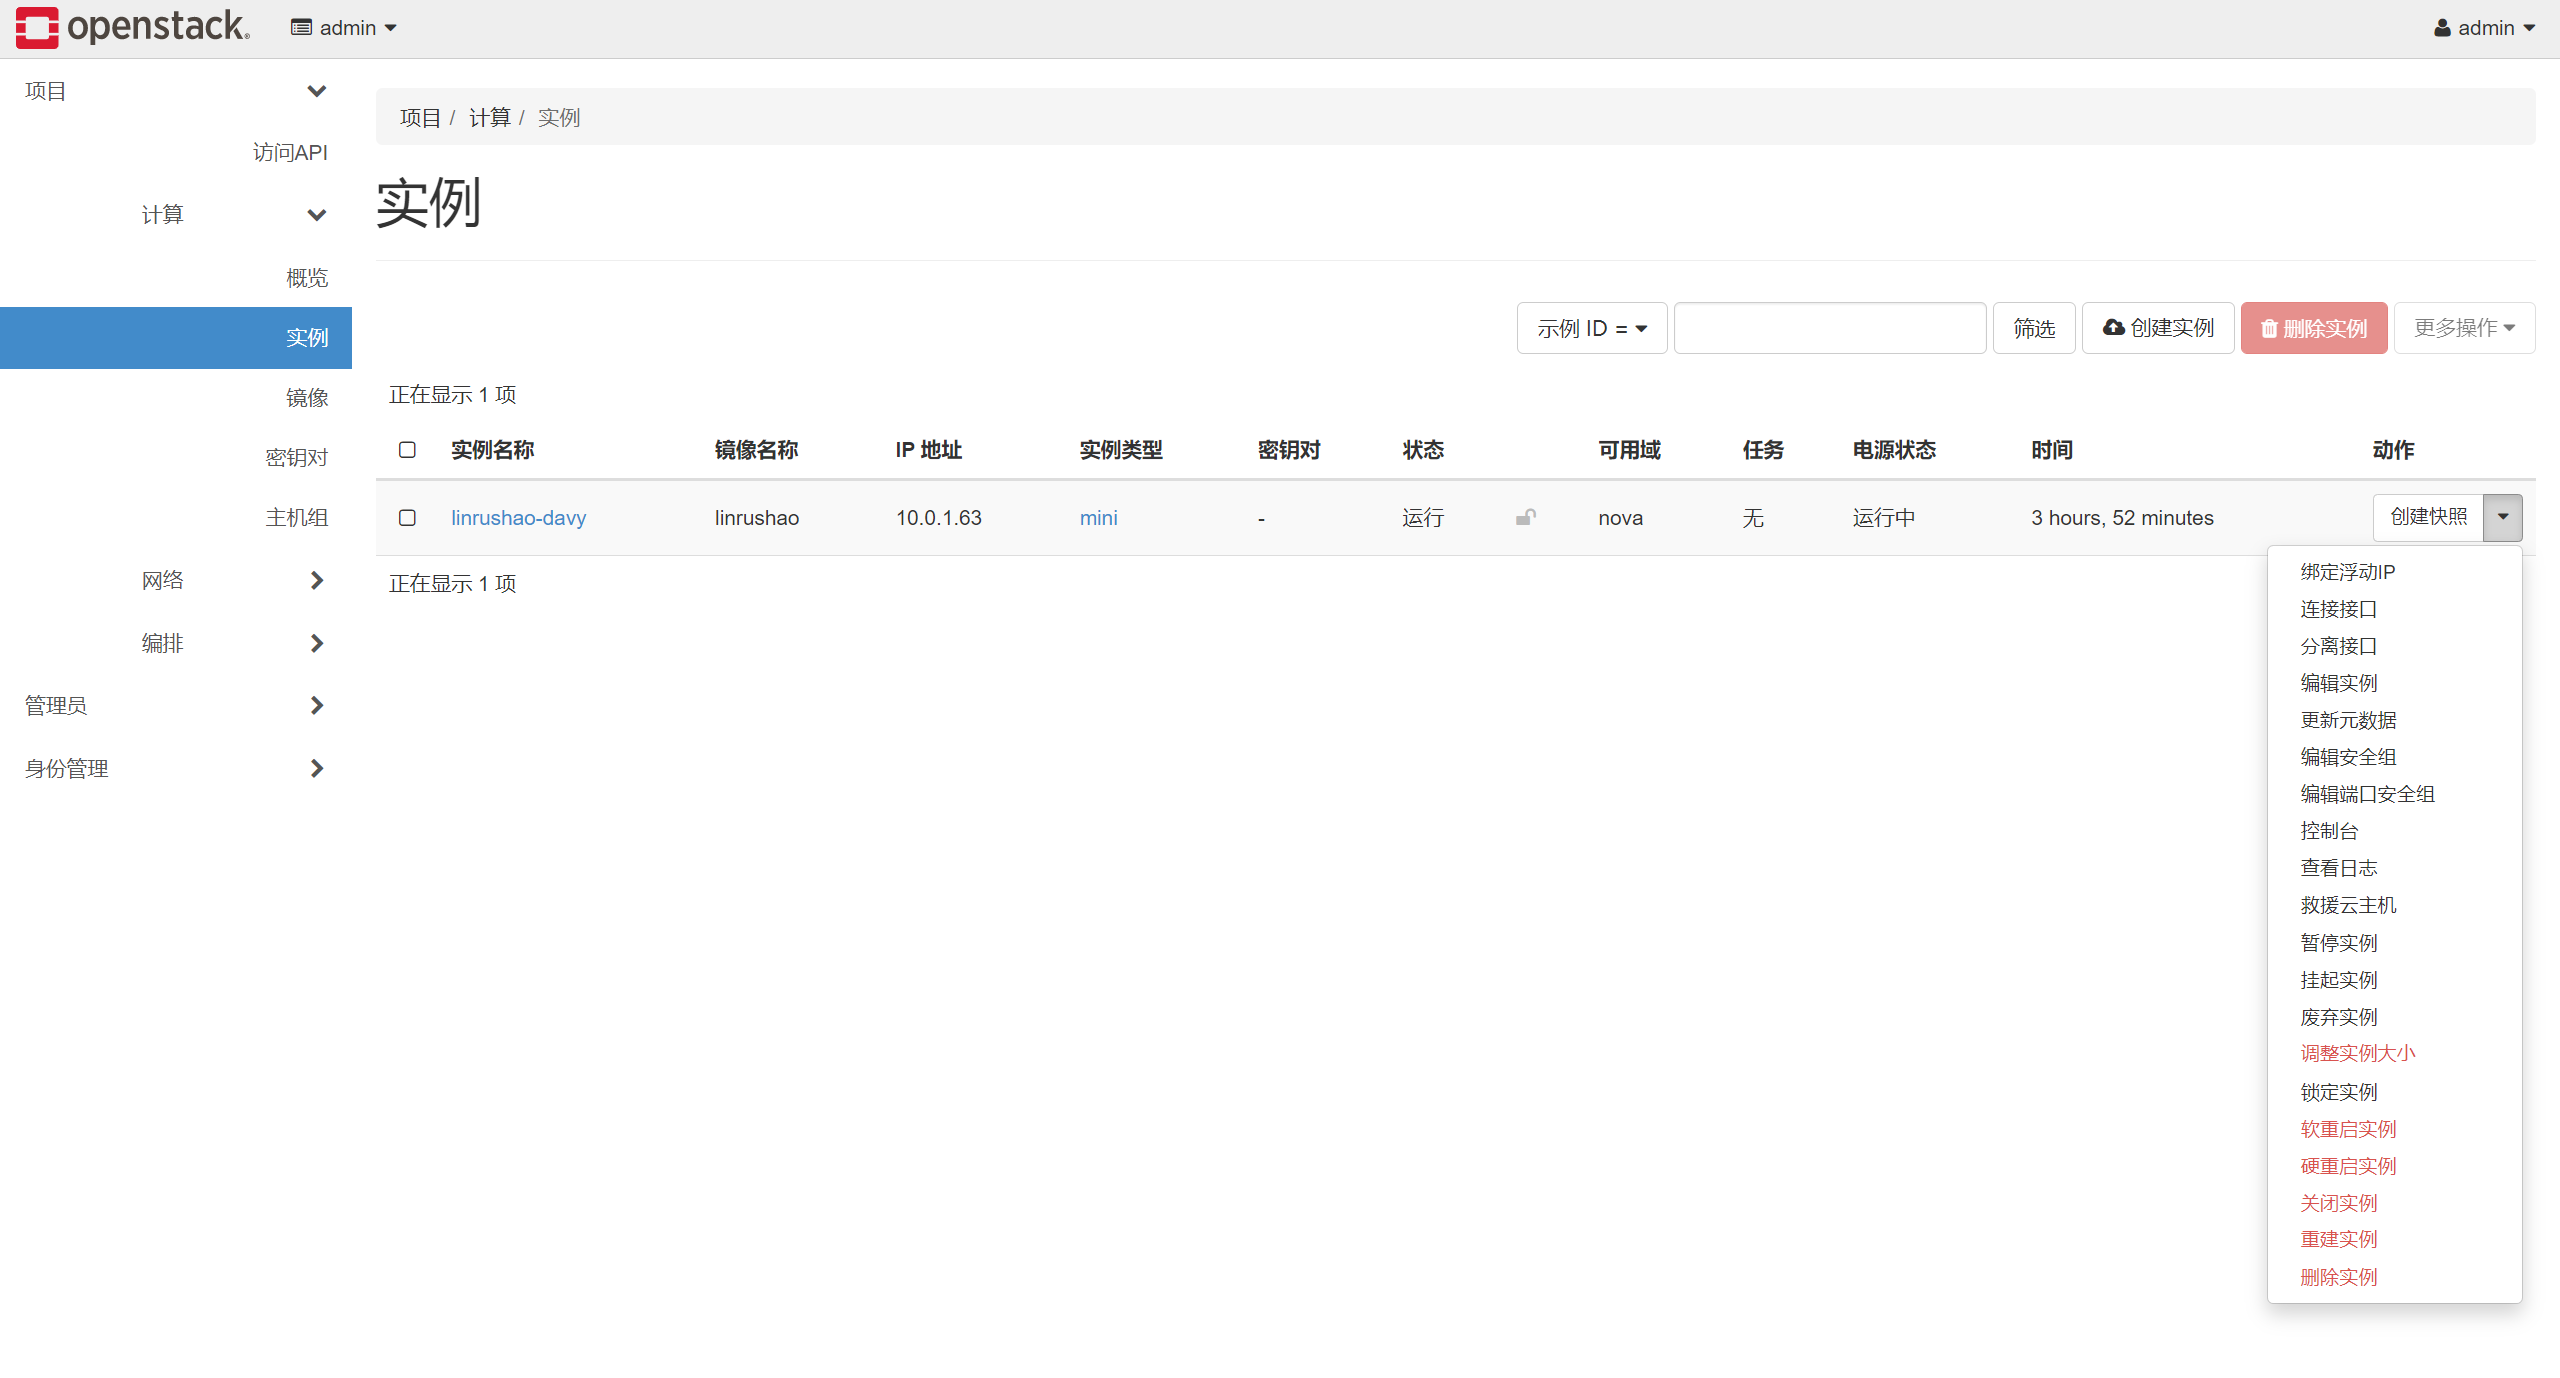 openstack.
admin
admin
项目
访问API
计算
概览
实例
镜像
密钥对
主机组
网络
编排
管理员
身份管理
项目 / 计算 / 实例
实例
示例 ID =
筛选
创建实例
删除实例
更多操作
正在显示 1 项
实例名称 镜像名称 IP 地址 实例类型 密钥对 状态 可用域 任务 电源状态 时间 动作
linrushao-davy linrushao 10.0.1.63 mini - 运行 nova 无 运行中 3 hours, 52 minutes 创建快照
正在显示 1 项
绑定浮动IP
连接接口
分离接口
编辑实例
更新元数据
编辑安全组
编辑端口安全组
控制台
查看日志
救援云主机
暂停实例
挂起实例
废弃实例
调整实例大小
锁定实例
软重启实例
硬重启实例
关闭实例
重建实例
删除实例